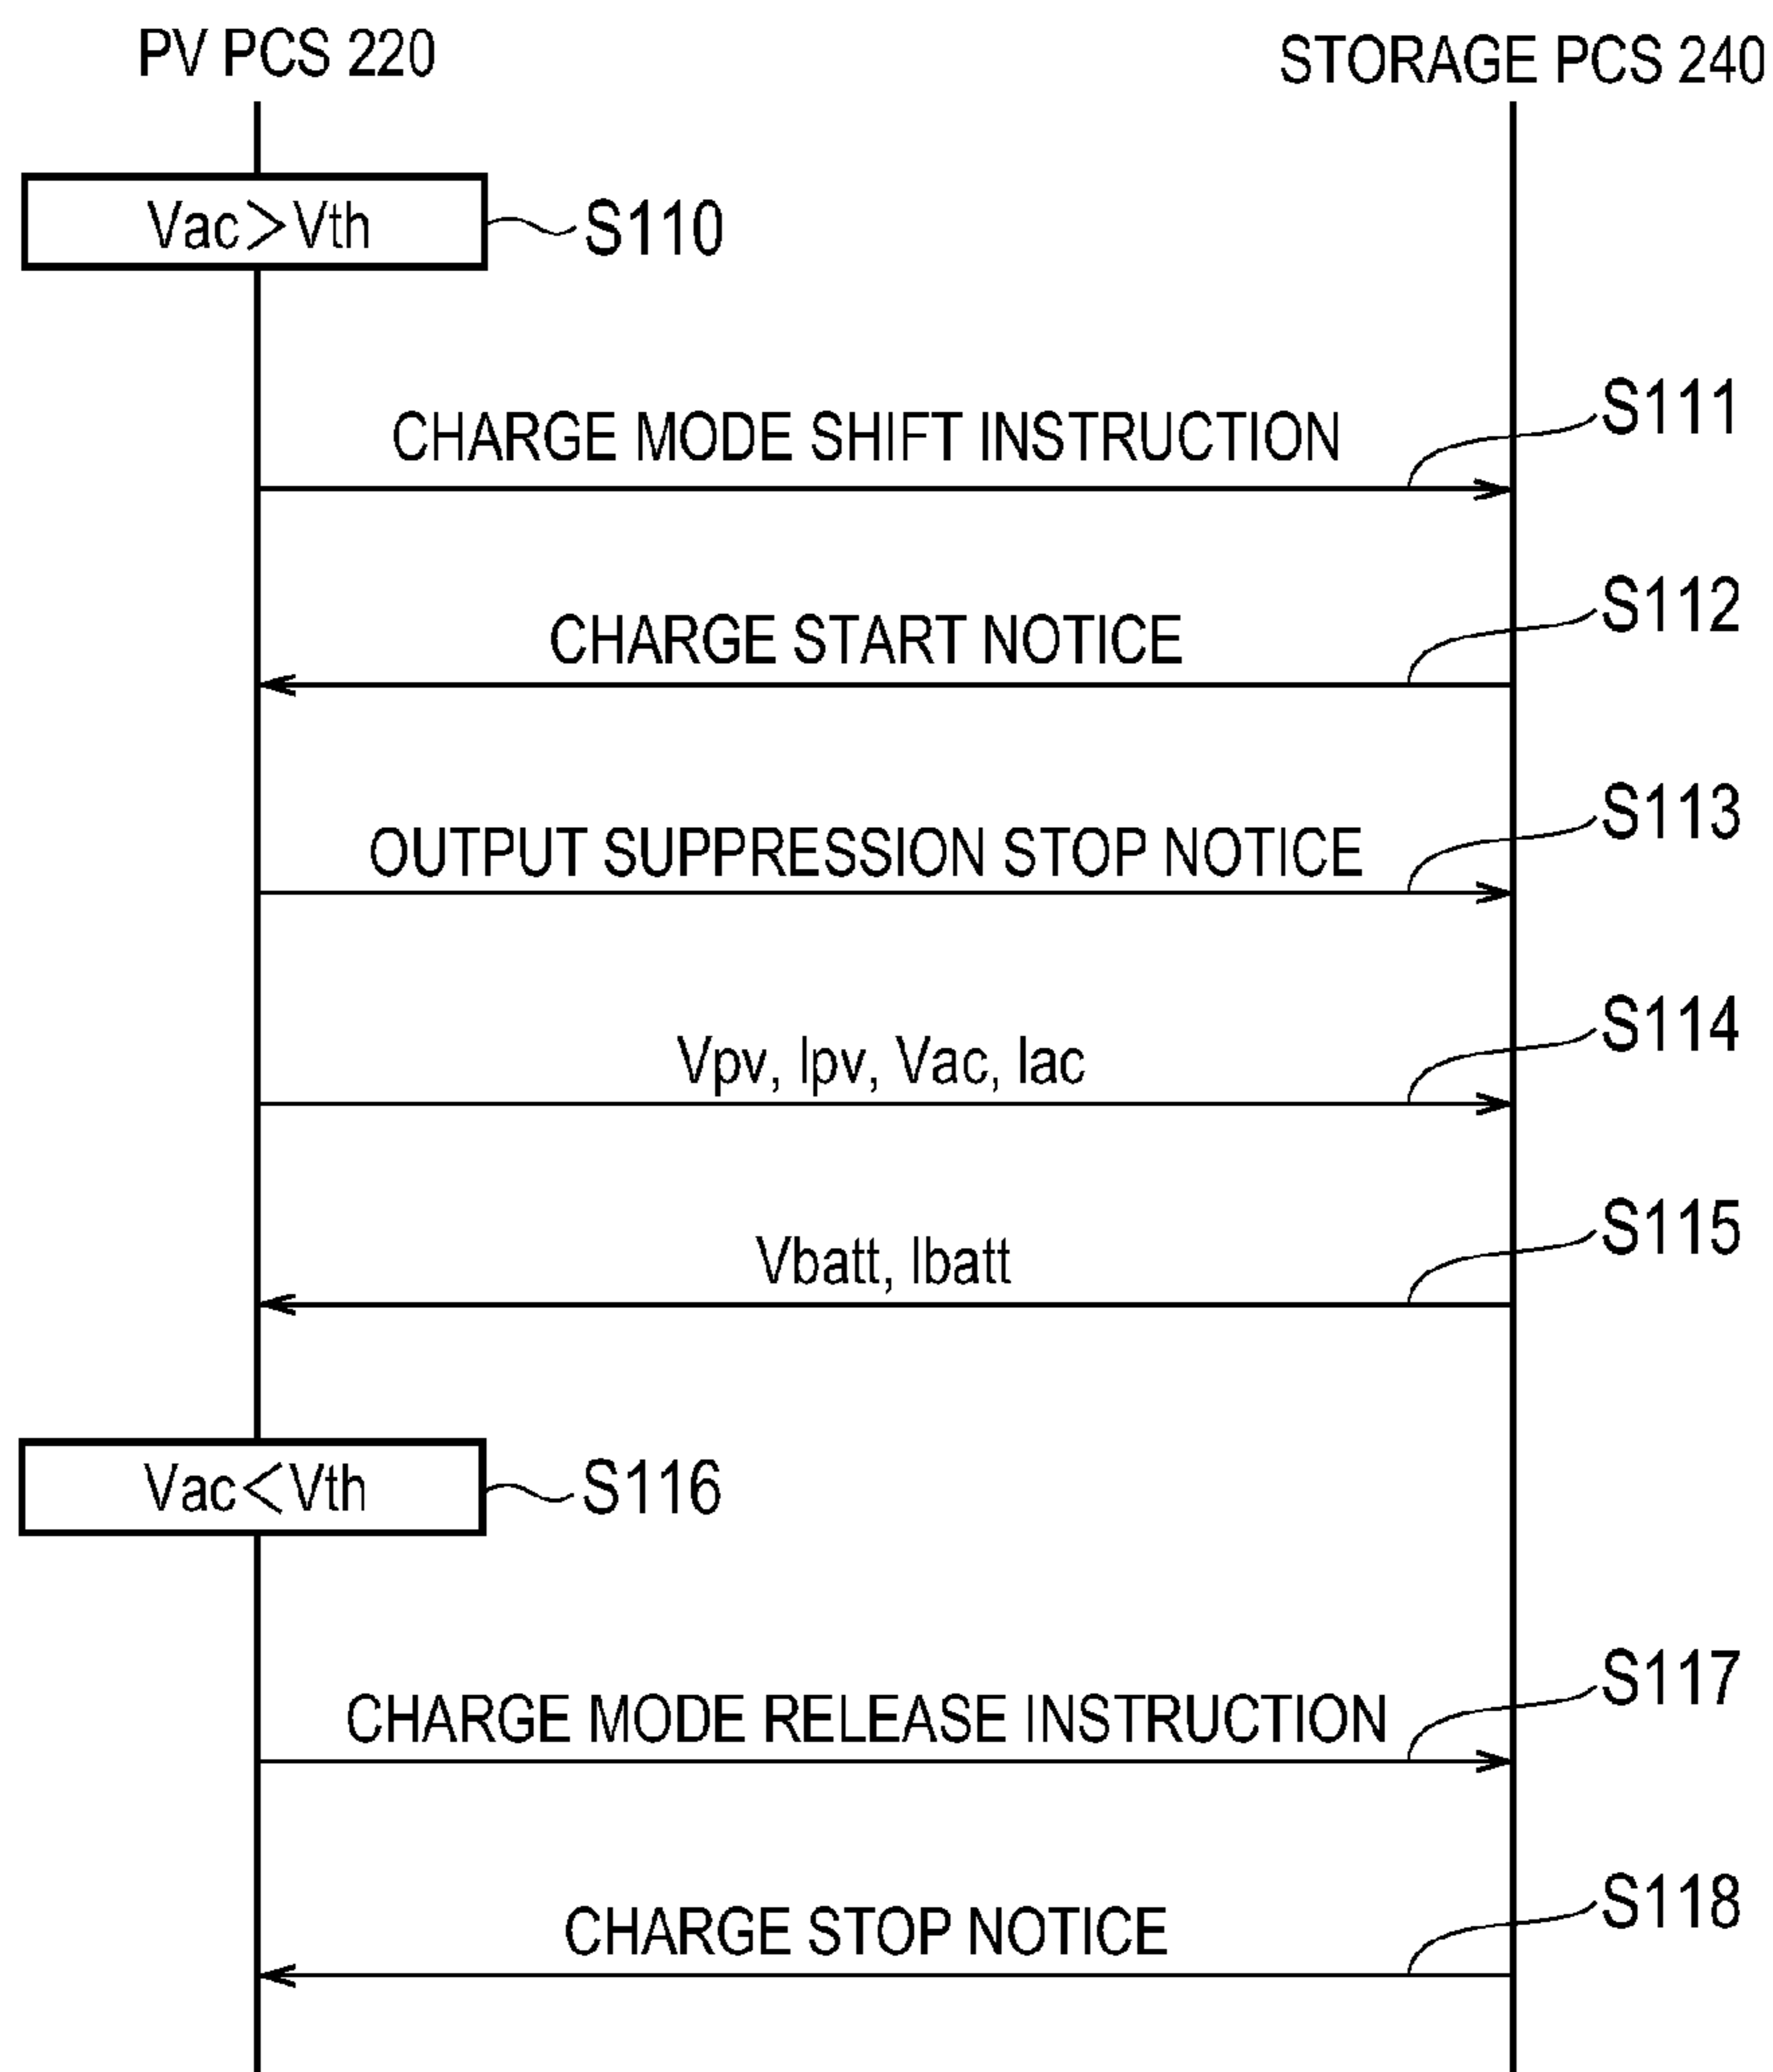 PV PCS 220
STORAGE PCS 240
Vac>Vth
S110
S111
CHARGE MODE SHIFT INSTRUCTION
S112
CHARGE START NOTICE
S113
OUTPUT SUPPRESSION STOP NOTICE
S114
Vpv, Ipv, Vac, Iac
S115
Vbatt, Ibatt
Vac<Vth
S116
S117
CHARGE MODE RELEASE INSTRUCTION
S118
CHARGE STOP NOTICE